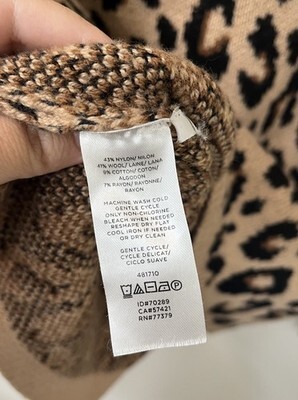 43% NYLON/ NILON
41% WOOL/ LAINE/ LANA
9% COTTON/ COTON/
ALGODON
7% RAYON/ RAYONNE/
RAYON
MACHINE WASH COLD
GENTLE CYCLE
ONLY NON-CHLORINE
BLEACH WHEN NEEDED
RESHAPE DRY FLAT
COOL IRON IF NEEDED
OR DRY CLEAN
GENTLE CYCLE/
CYCLE DELICAT/
CICLO SUAVE
481710
ID#70289
CA#57421
RN#77379